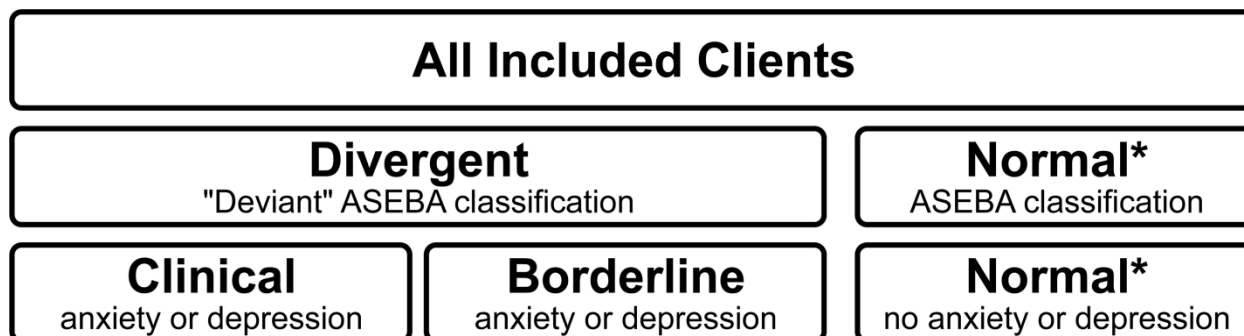 All Included Clients
Divergent
"Deviant" ASEBA classification
Normal*
ASEBA classification
Clinical
anxiety or depression
Borderline
anxiety or depression
Normal*
no anxiety or depression